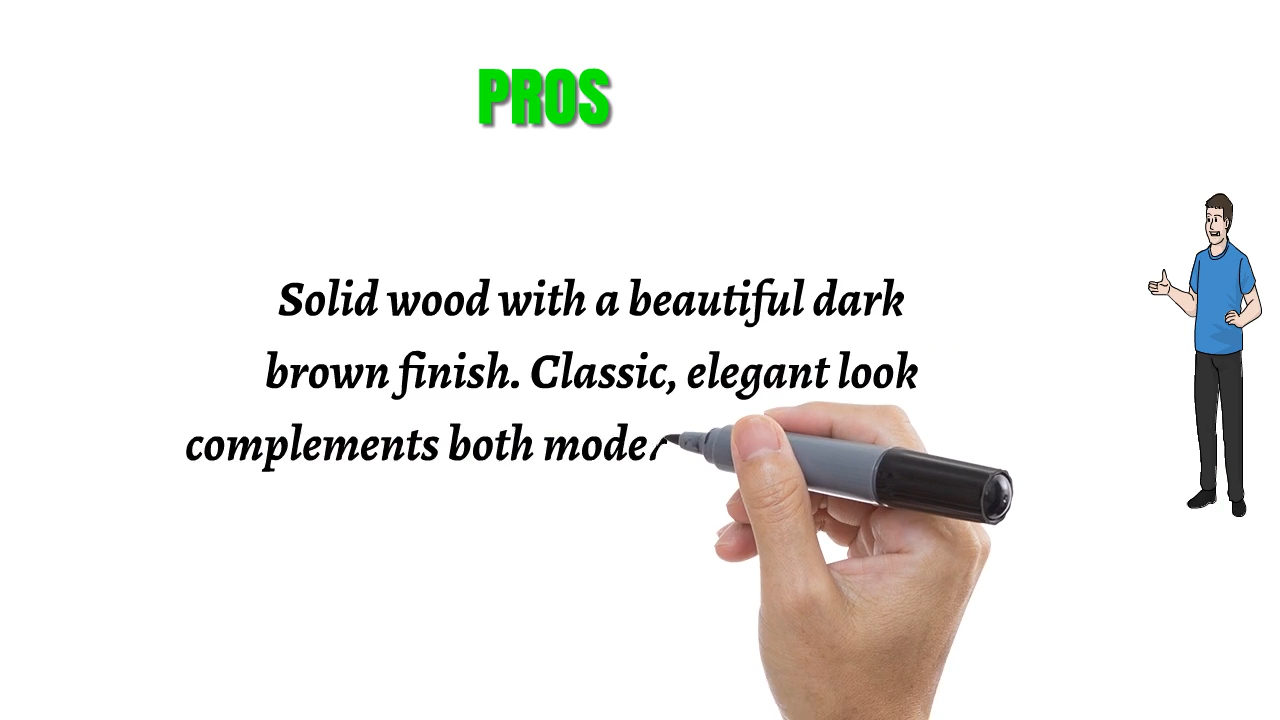 PROS
Solid wood with a beautiful dark
brown finish. Classic, elegant look
complements both